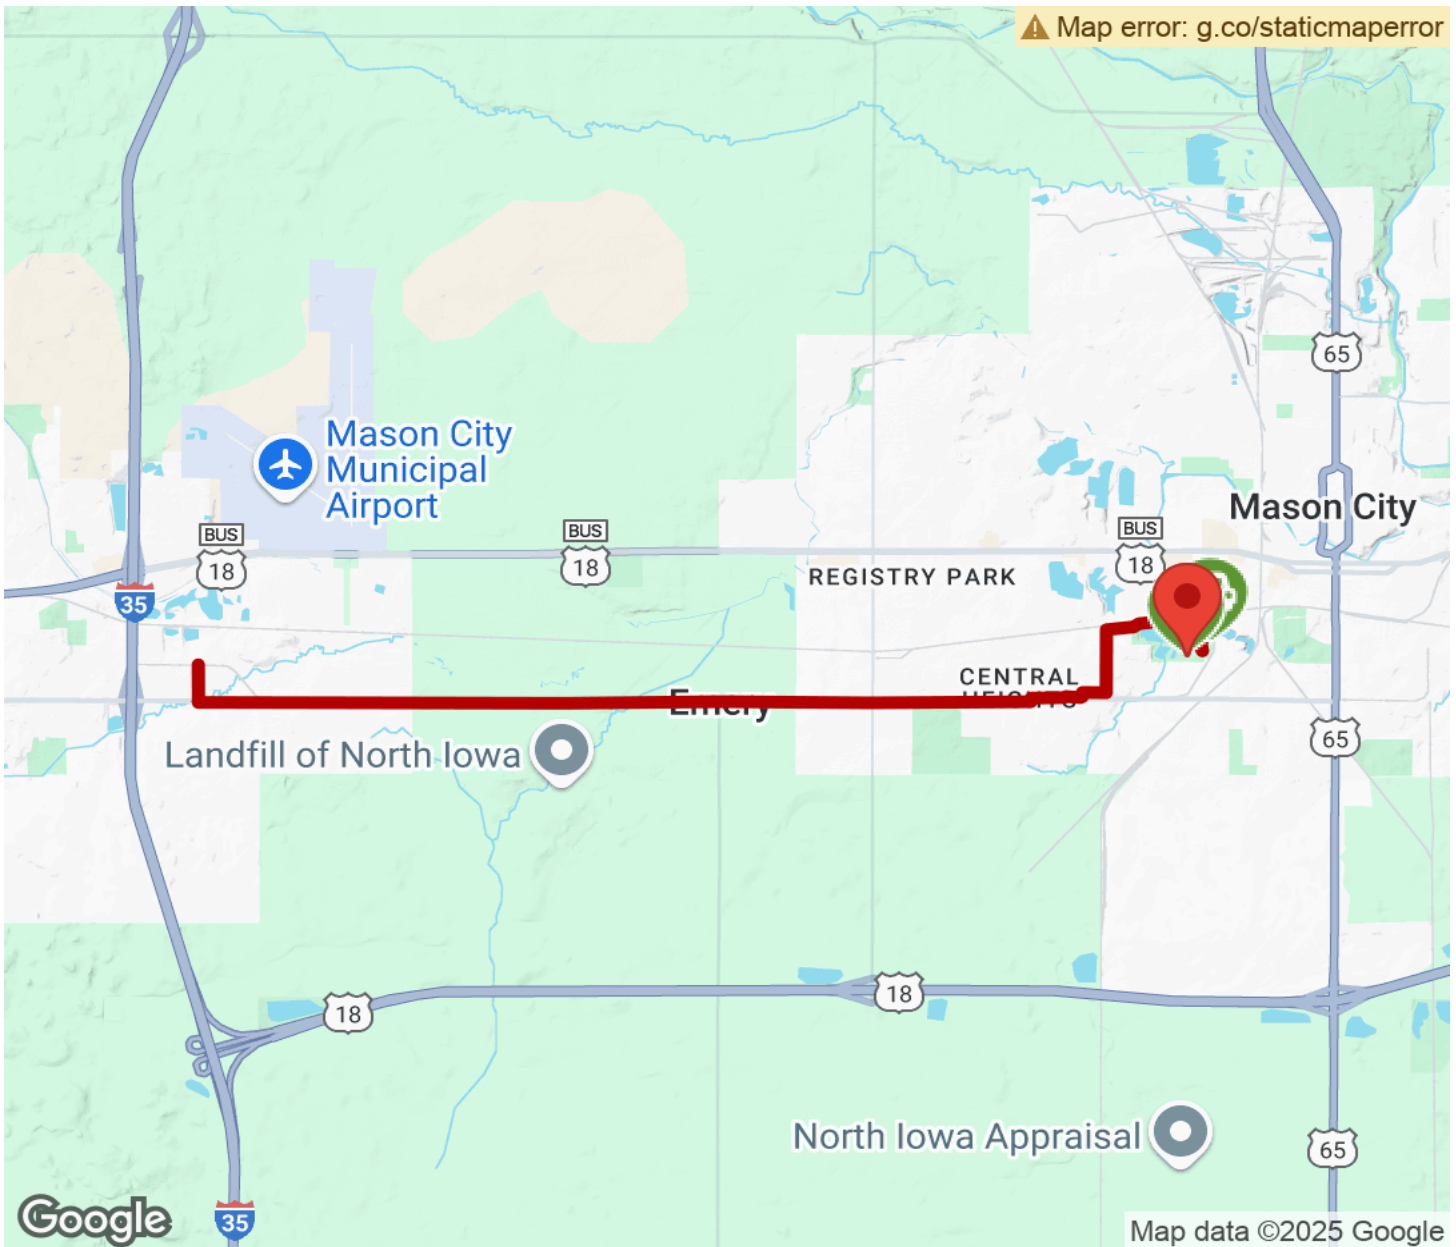 Map error: g.co/staticmaperror
65
Mason City
Municipal
Airport
Mason City
BUS
18
BUS
18
BUS
18
REGISTRY PARK
35
CENTRAL
HEIGHTS
Emery
Landfill of North Iowa
65
18
18
North Iowa Appraisal
65
Google
35
Map data ©2025 Google